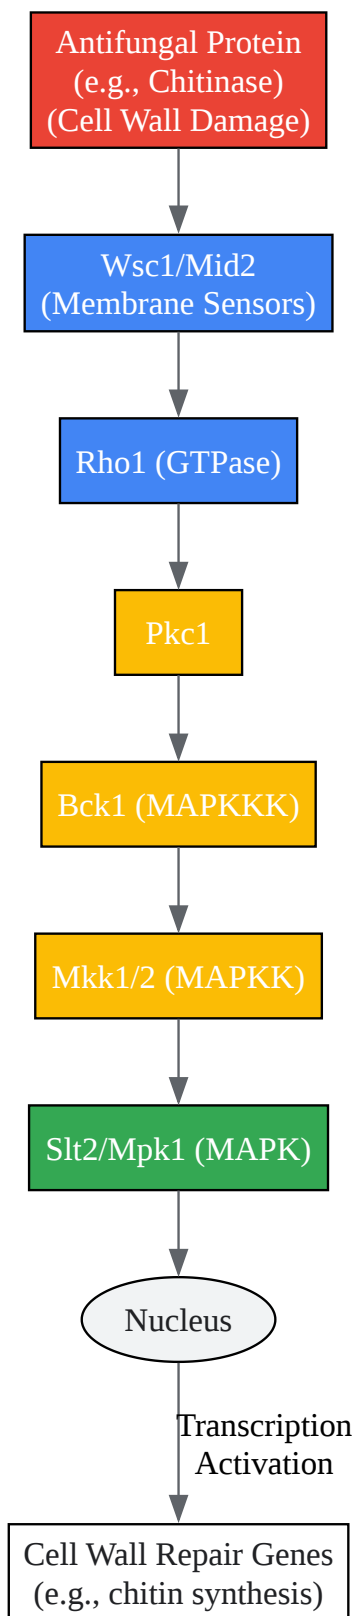 Antifungal Protein
(e.g., Chitinase)
(Cell Wall Damage)
Wsc1/Mid2
(Membrane Sensors)
Rho1 (GTPase)
Pkc1
Bck1 (MAPKKK)
Mkk1/2 (MAPKK)
Slt2/Mpk1 (MAPK)
Nucleus
Transcription
Activation
Cell Wall Repair Genes
(e.g., chitin synthesis)